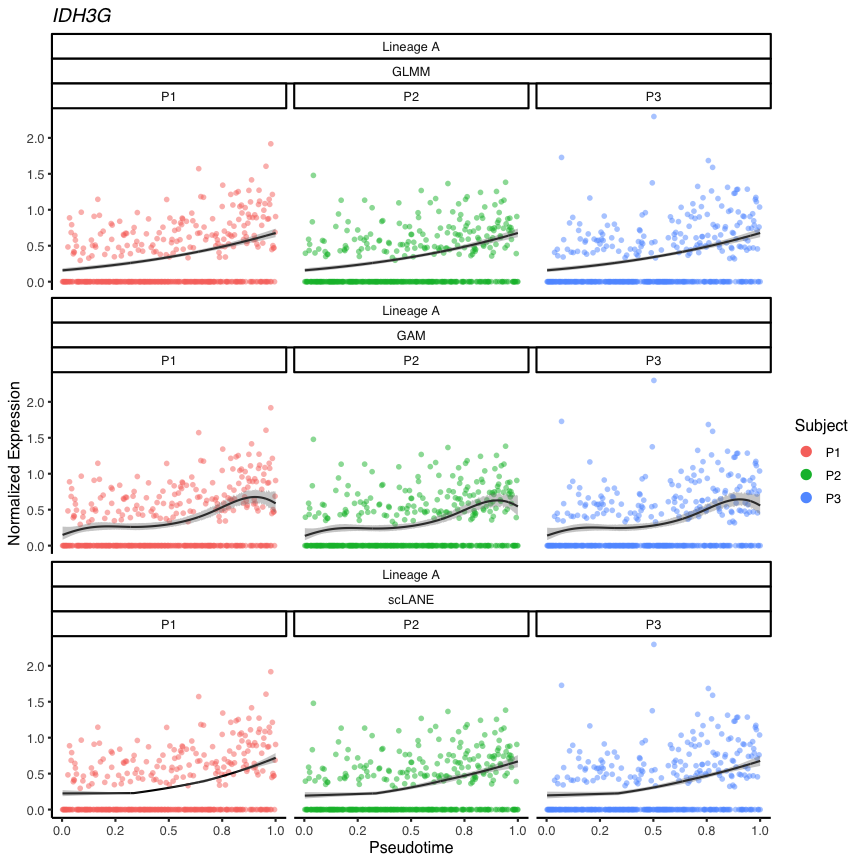 IDH3G
Lineage A
GLMM
P1 P2 P3
2.0
1.5
1.0
0.5
0.0
Lineage A
GAM
P1 P2 P3
2.0
1.5
1.0
0.5
0.0
Normalized Expression
Subject
P1
P2
P3
Lineage A
scLANE
P1 P2 P3
2.0
1.5
1.0
0.5
0.0
0.0 0.2 0.5 0.8 1.0 0.0 0.2 0.5 0.8 1.0 0.0 0.2 0.5 0.8 1.0
Pseudotime